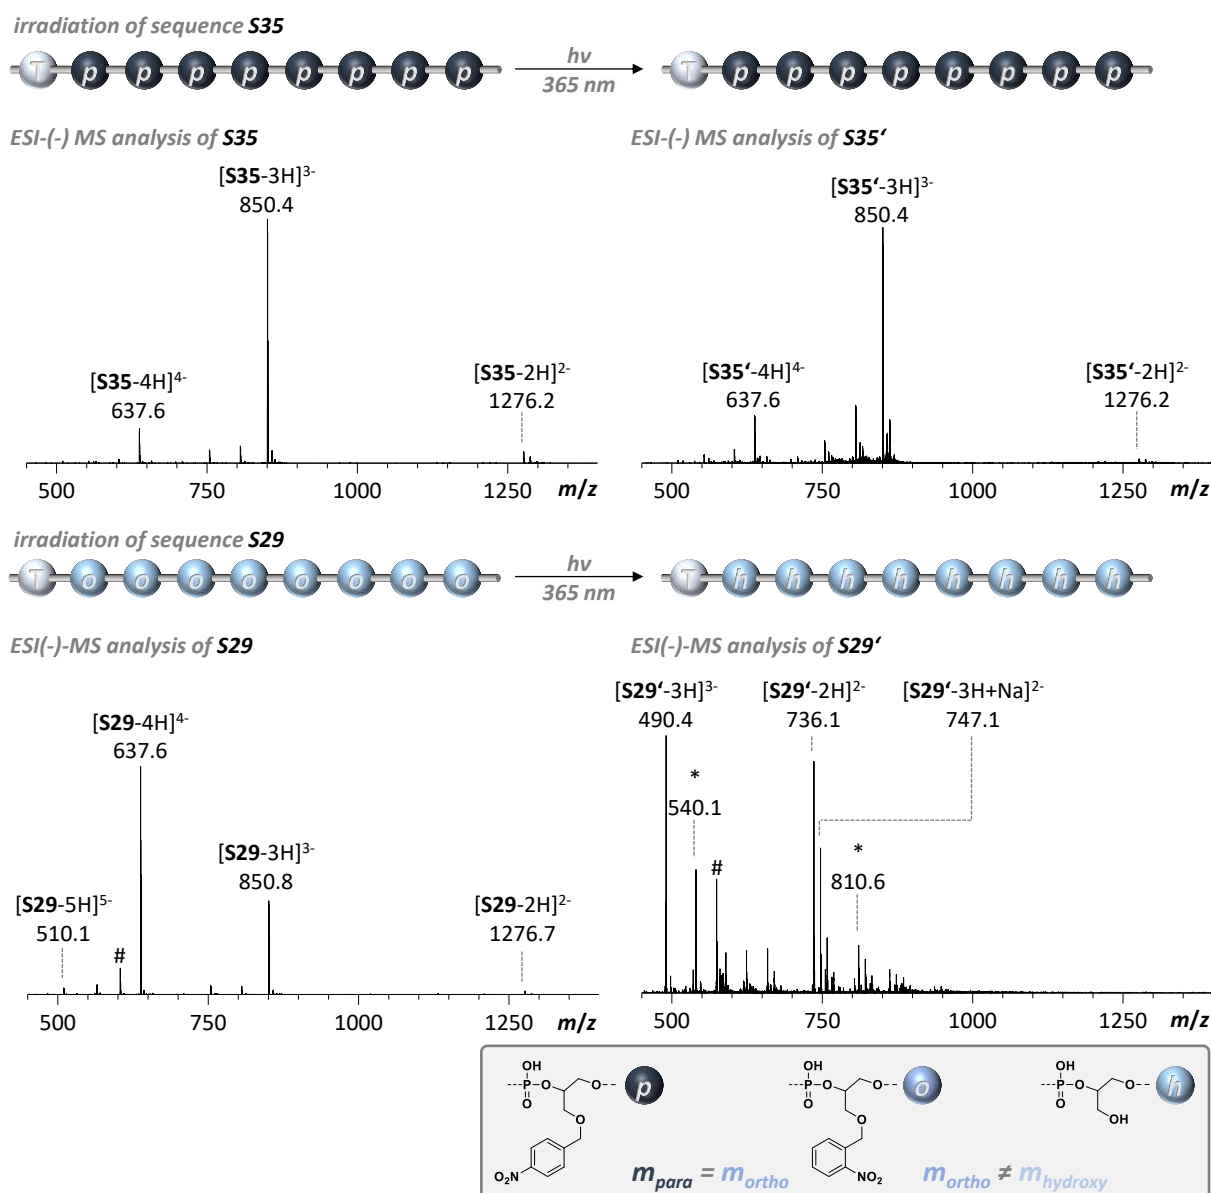 irradiation of sequence S35
T p p p p p p p p
hν
365 nm
T p p p p p p p p
ESI-(-) MS analysis of S35
ESI-(-) MS analysis of S35‘
[S35-3H]3-
850.4
[S35-4H]4-
637.6
[S35-2H]2-
1276.2
500 750 1000 1250 m/z
[S35‘-3H]3-
850.4
[S35‘-4H]4-
637.6
[S35‘-2H]2-
1276.2
500 750 1000 1250 m/z
irradiation of sequence S29
T o o o o o o o o
hν
365 nm
T h h h h h h h h
ESI(-)-MS analysis of S29
ESI(-)-MS analysis of S29‘
[S29-4H]4-
637.6
[S29-3H]3-
850.8
[S29-5H]5-
510.1
#
[S29-2H]2-
1276.7
500 750 1000 1250 m/z
[S29‘-3H]3-
490.4
[S29‘-2H]2-
736.1
[S29‘-3H+Na]2-
747.1
*
540.1
#
*
810.6
500 750 1000 1250 m/z
OH
P
O
O
O
O
NO2
p
OH
P
O
O
O
O
NO2
o
OH
P
O
O
O
OH
h
mpara = mortho
mortho ≠ mhydroxy